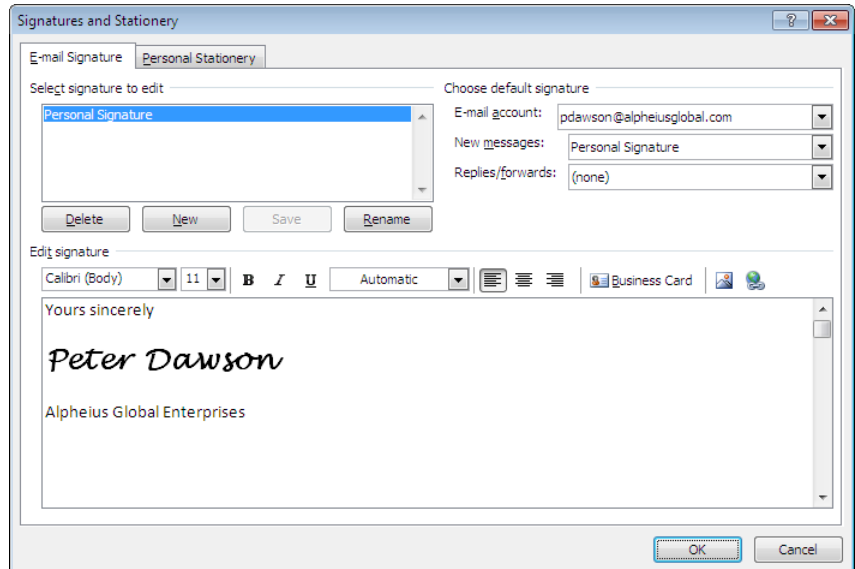 Signatures and Stationery
E-mail Signature Personal Stationery
Select signature to edit
Personal Signature
Delete New Save Rename
Choose default signature
E-mail account: pdawson@alpheiusglobal.com
New messages: Personal Signature
Replies/forwards: (none)
Edit signature
Calibri (Body) 11 B I U Automatic Business Card
Yours sincerely
Peter Dawson
Alpheius Global Enterprises
OK Cancel